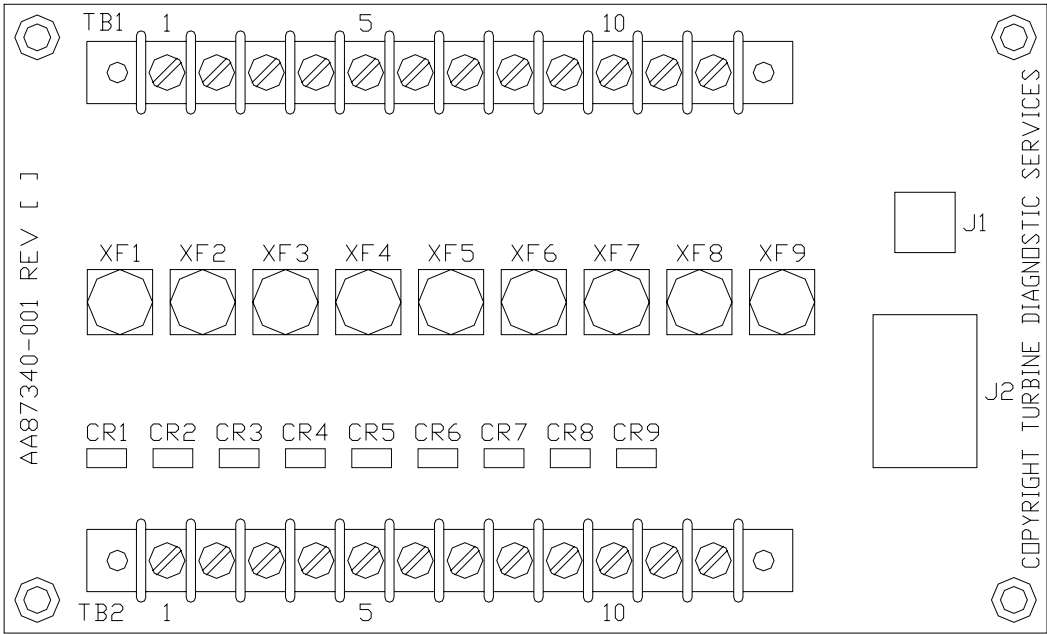 TB1 1 5 10
AA87340-001 REV [ ]
XF1 XF2 XF3 XF4 XF5 XF6 XF7 XF8 XF9
J1
J2
CR1 CR2 CR3 CR4 CR5 CR6 CR7 CR8 CR9
TB2 1 5 10
COPYRIGHT TURBINE DIAGNOSTIC SERVICES